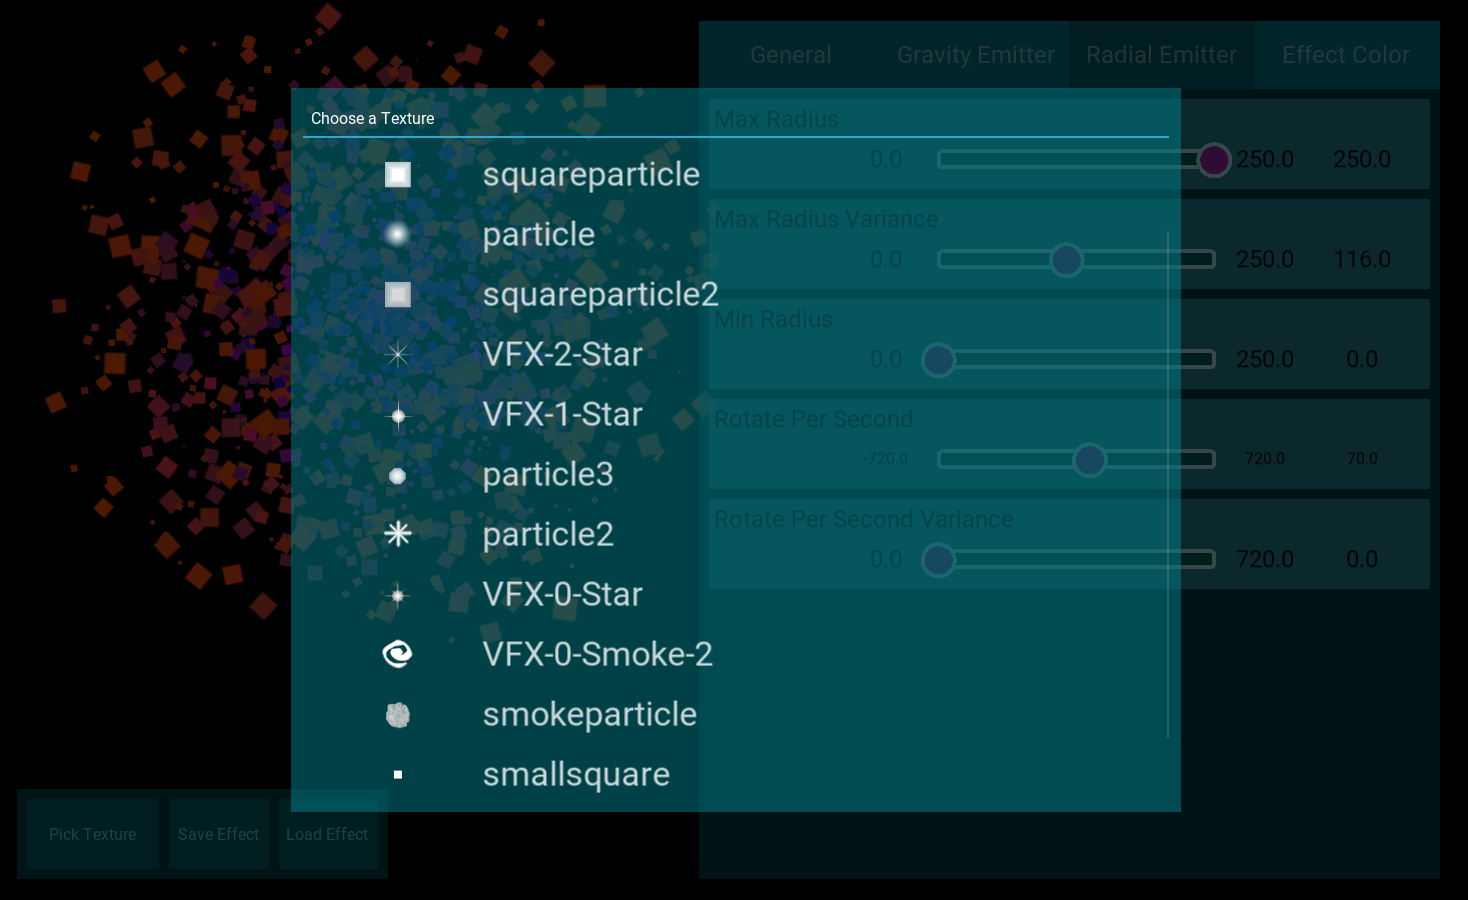 General Gravity Emitter Radial Emitter Effect Color
Choose a Texture
squareparticle
particle
squareparticle2
VFX-2-Star
VFX-1-Star
particle3
particle2
VFX-0-Star
VFX-0-Smoke-2
smokeparticle
smallsquare
Max Radius
0.0 250.0 250.0
Max Radius Variance
0.0 250.0 116.0
Min Radius
0.0 250.0 0.0
Rotate Per Second
-720.0 720.0 70.0
Rotate Per Second Variance
0.0 720.0 0.0
Pick Texture Save Effect Load Effect